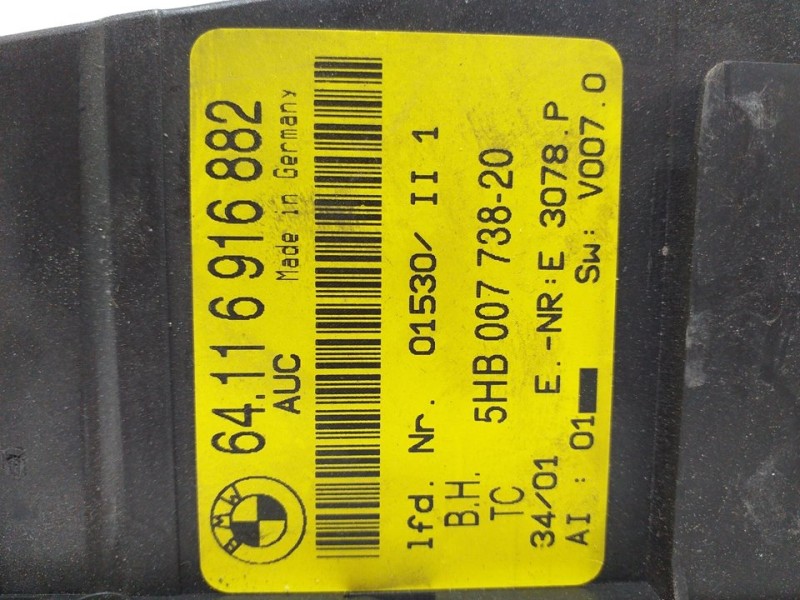 BMW
64.11 6 916 882
AUC
Made in Germany
lfd. Nr. 01530/ II 1
B.H.
TC
5HB 007 738-20
34/01 E.-NR:E 3078.P
AI: 01
Sw: V007.0